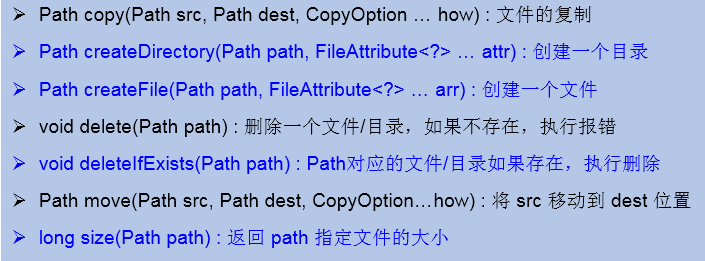 ➢ Path copy(Path src, Path dest, CopyOption … how) : 文件的复制
➢ Path createDirectory(Path path, FileAttribute<?> … attr) : 创建一个目录
➢ Path createFile(Path path, FileAttribute<?> … arr) : 创建一个文件
➢ void delete(Path path) : 删除一个文件/目录，如果不存在，执行报错
➢ void deleteIfExists(Path path) : Path对应的文件/目录如果存在，执行删除
➢ Path move(Path src, Path dest, CopyOption…how) : 将 src 移动到 dest 位置
➢ long size(Path path) : 返回 path 指定文件的大小